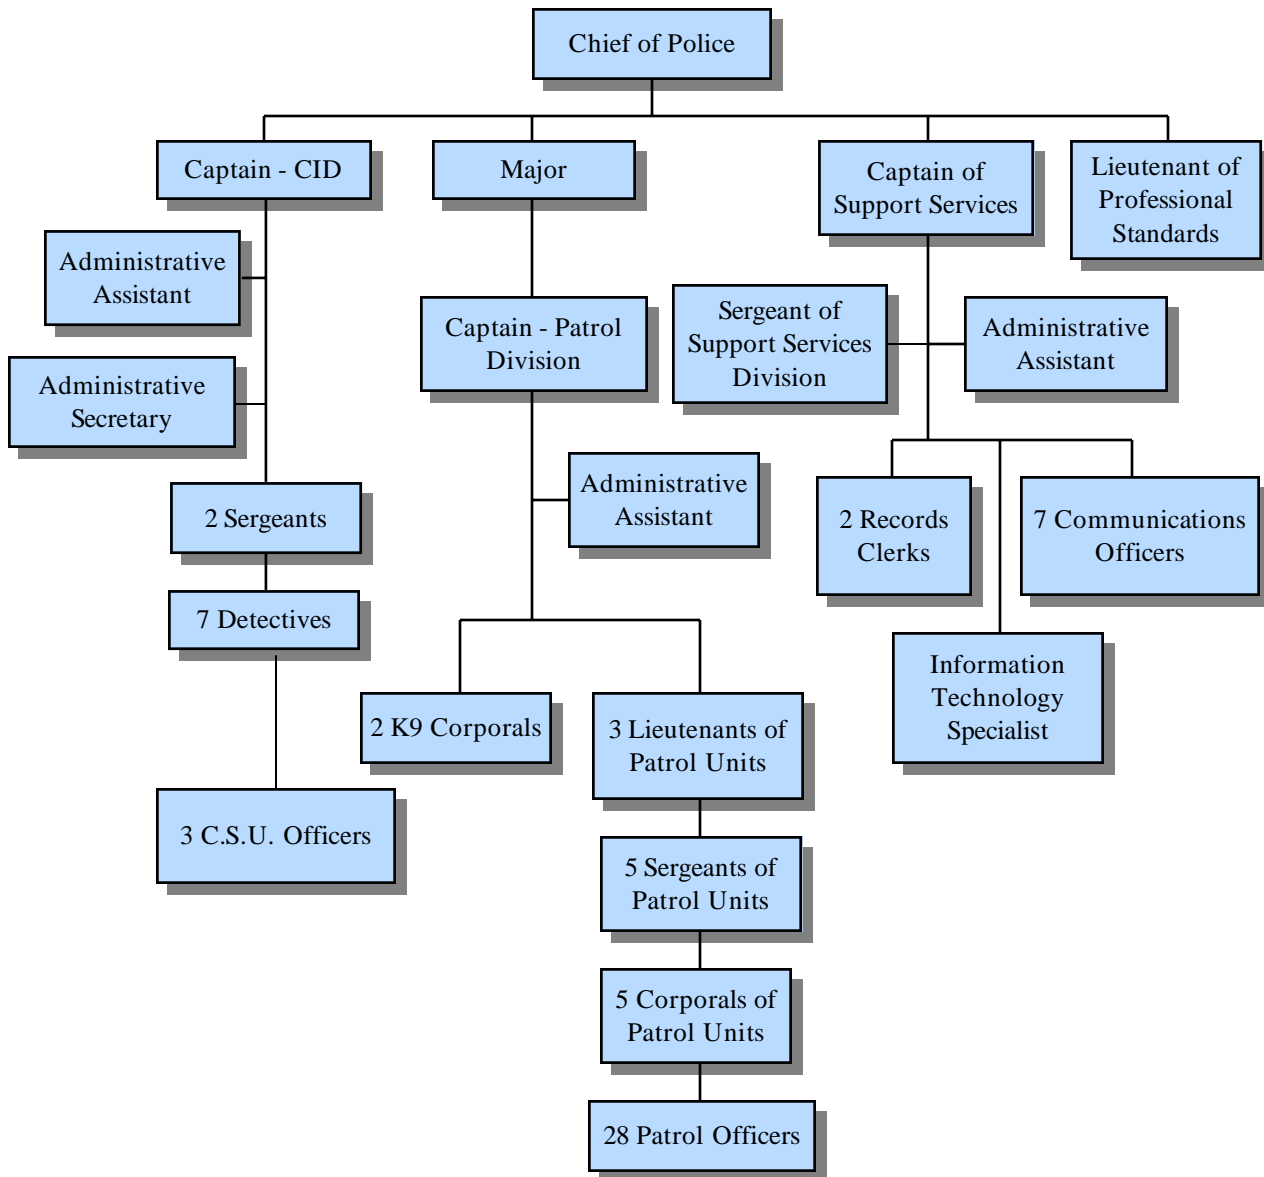 Chief of Police
Captain - CID
Major
Captain of
Support Services
Lieutenant of
Professional
Standards
Administrative
Assistant
Administrative
Secretary
2 Sergeants
7 Detectives
3 C.S.U. Officers
Captain - Patrol
Division
Administrative
Assistant
2 K9 Corporals
3 Lieutenants of
Patrol Units
5 Sergeants of
Patrol Units
5 Corporals of
Patrol Units
28 Patrol Officers
Sergeant of
Support Services
Division
Administrative
Assistant
2 Records
Clerks
7 Communications
Officers
Information
Technology
Specialist